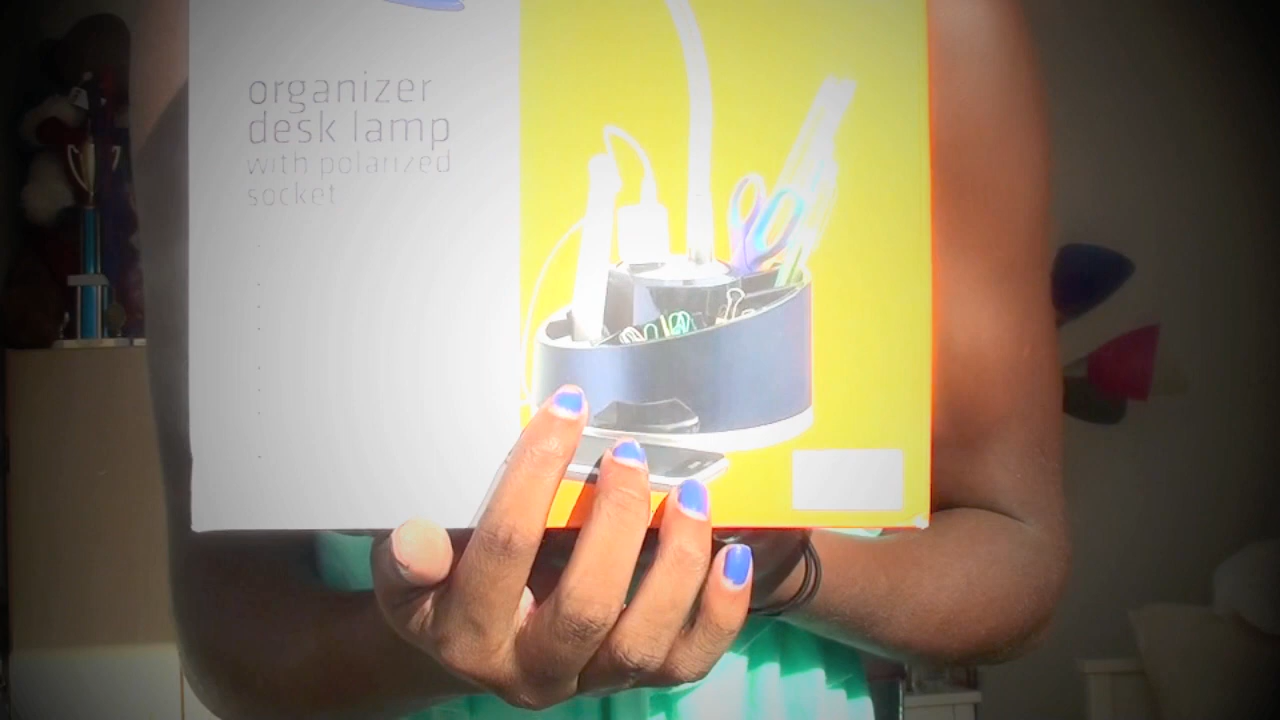 organizer
desk lamp
with polarized
socket